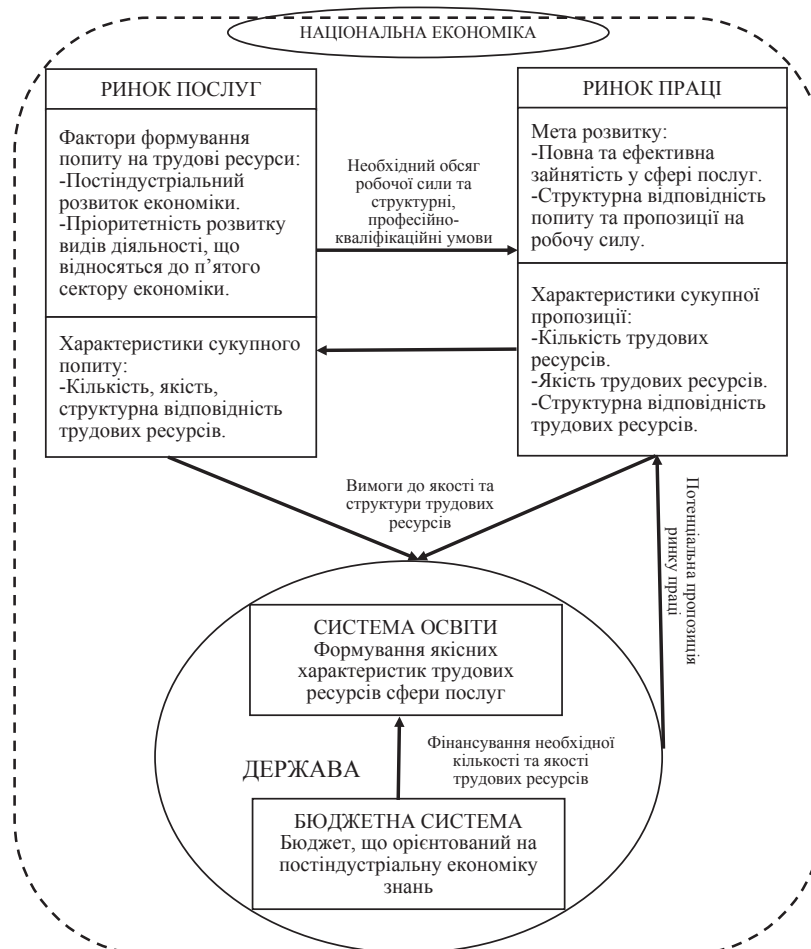 НАЦІОНАЛЬНА ЕКОНОМІКА
РИНОК ПОСЛУГ
Фактори формування
попиту на трудові ресурси:
-Постіндустріальний
розвиток економіки.
-Пріоритетність розвитку
видів діяльності, що
відносяться до п’ятого
сектору економіки.
Характеристики сукупного
попиту:
-Кількість, якість,
структурна відповідність
трудових ресурсів.
Необхідний обсяг
робочої сили та
структурні,
професійно-
кваліфікаційні умови
РИНОК ПРАЦІ
Мета розвитку:
-Повна та ефективна
зайнятість у сфері послуг.
-Структурна відповідність
попиту та пропозиції на
робочу силу.
Характеристики сукупної
пропозиції:
-Кількість трудових
ресурсів.
-Якість трудових ресурсів.
-Структурна відповідність
трудових ресурсів.
Вимоги до якості та
структури трудових
ресурсів
Потенціальна пропозиція
ринку праці
СИСТЕМА ОСВІТИ
Формування якісних
характеристик трудових
ресурсів сфери послуг
ДЕРЖАВА
Фінансування необхідної
кількості та якості
трудових ресурсів
БЮДЖЕТНА СИСТЕМА
Бюджет, що орієнтований на
постіндустріальну економіку
знань